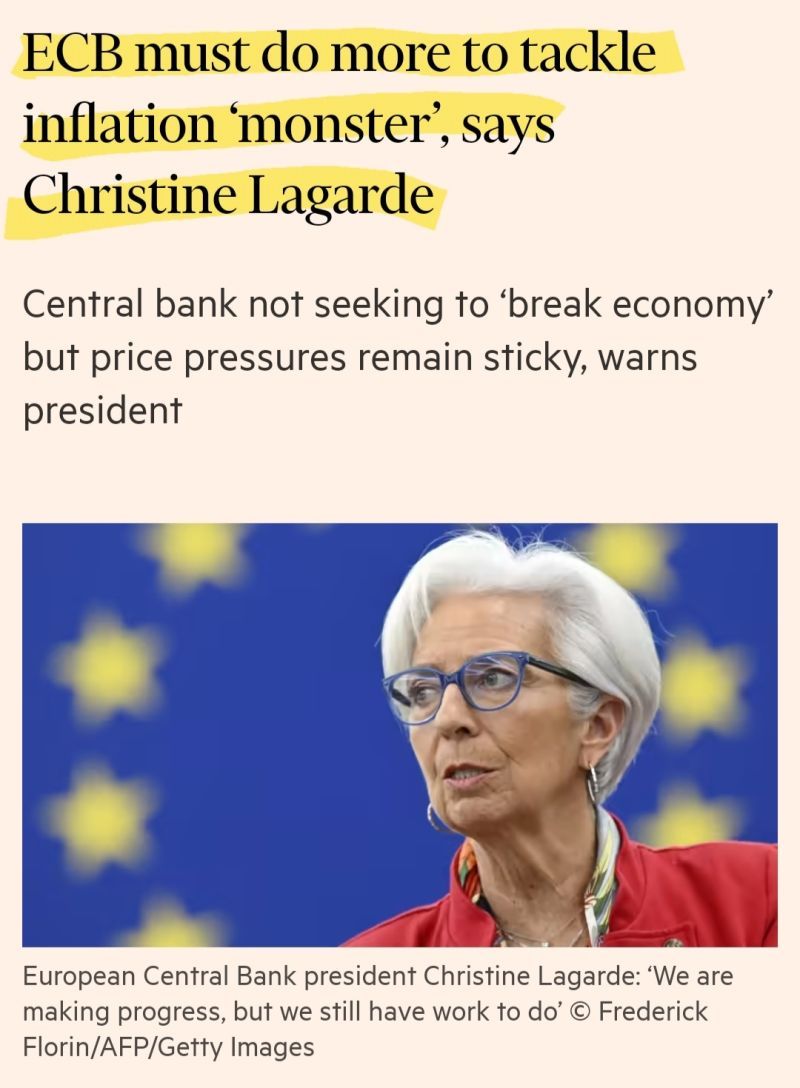 ECB must do more to tackle
inflation ‘monster’, says
Christine Lagarde
Central bank not seeking to ‘break economy’
but price pressures remain sticky, warns
president
European Central Bank president Christine Lagarde: ‘We are
making progress, but we still have work to do’ © Frederick
Florin/AFP/Getty Images